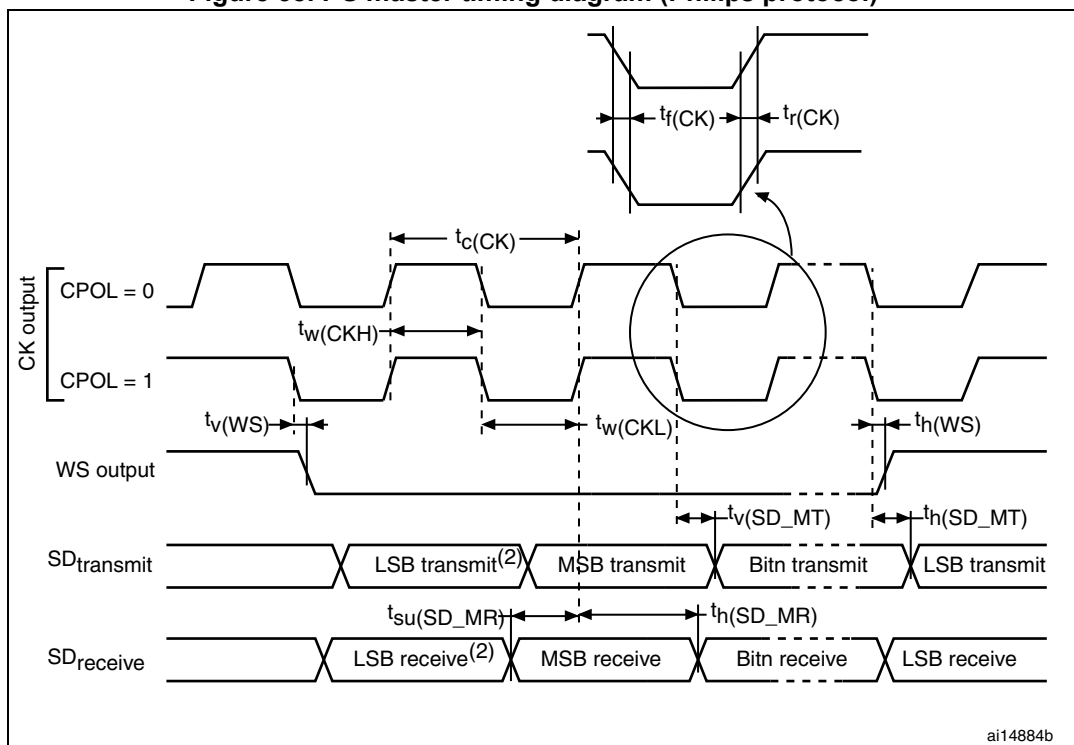 tf(CK)
tr(CK)
tc(CK)
CK output
CPOL = 0
tw(CKH)
CPOL = 1
tv(WS)
tw(CKL)
th(WS)
WS output
tv(SD_MT)
th(SD_MT)
SDtransmit
LSB transmit(2)
MSB transmit
Bitn transmit
LSB transmit
tsu(SD_MR)
th(SD_MR)
SDreceive
LSB receive(2)
MSB receive
Bitn receive
LSB receive
ai14884b